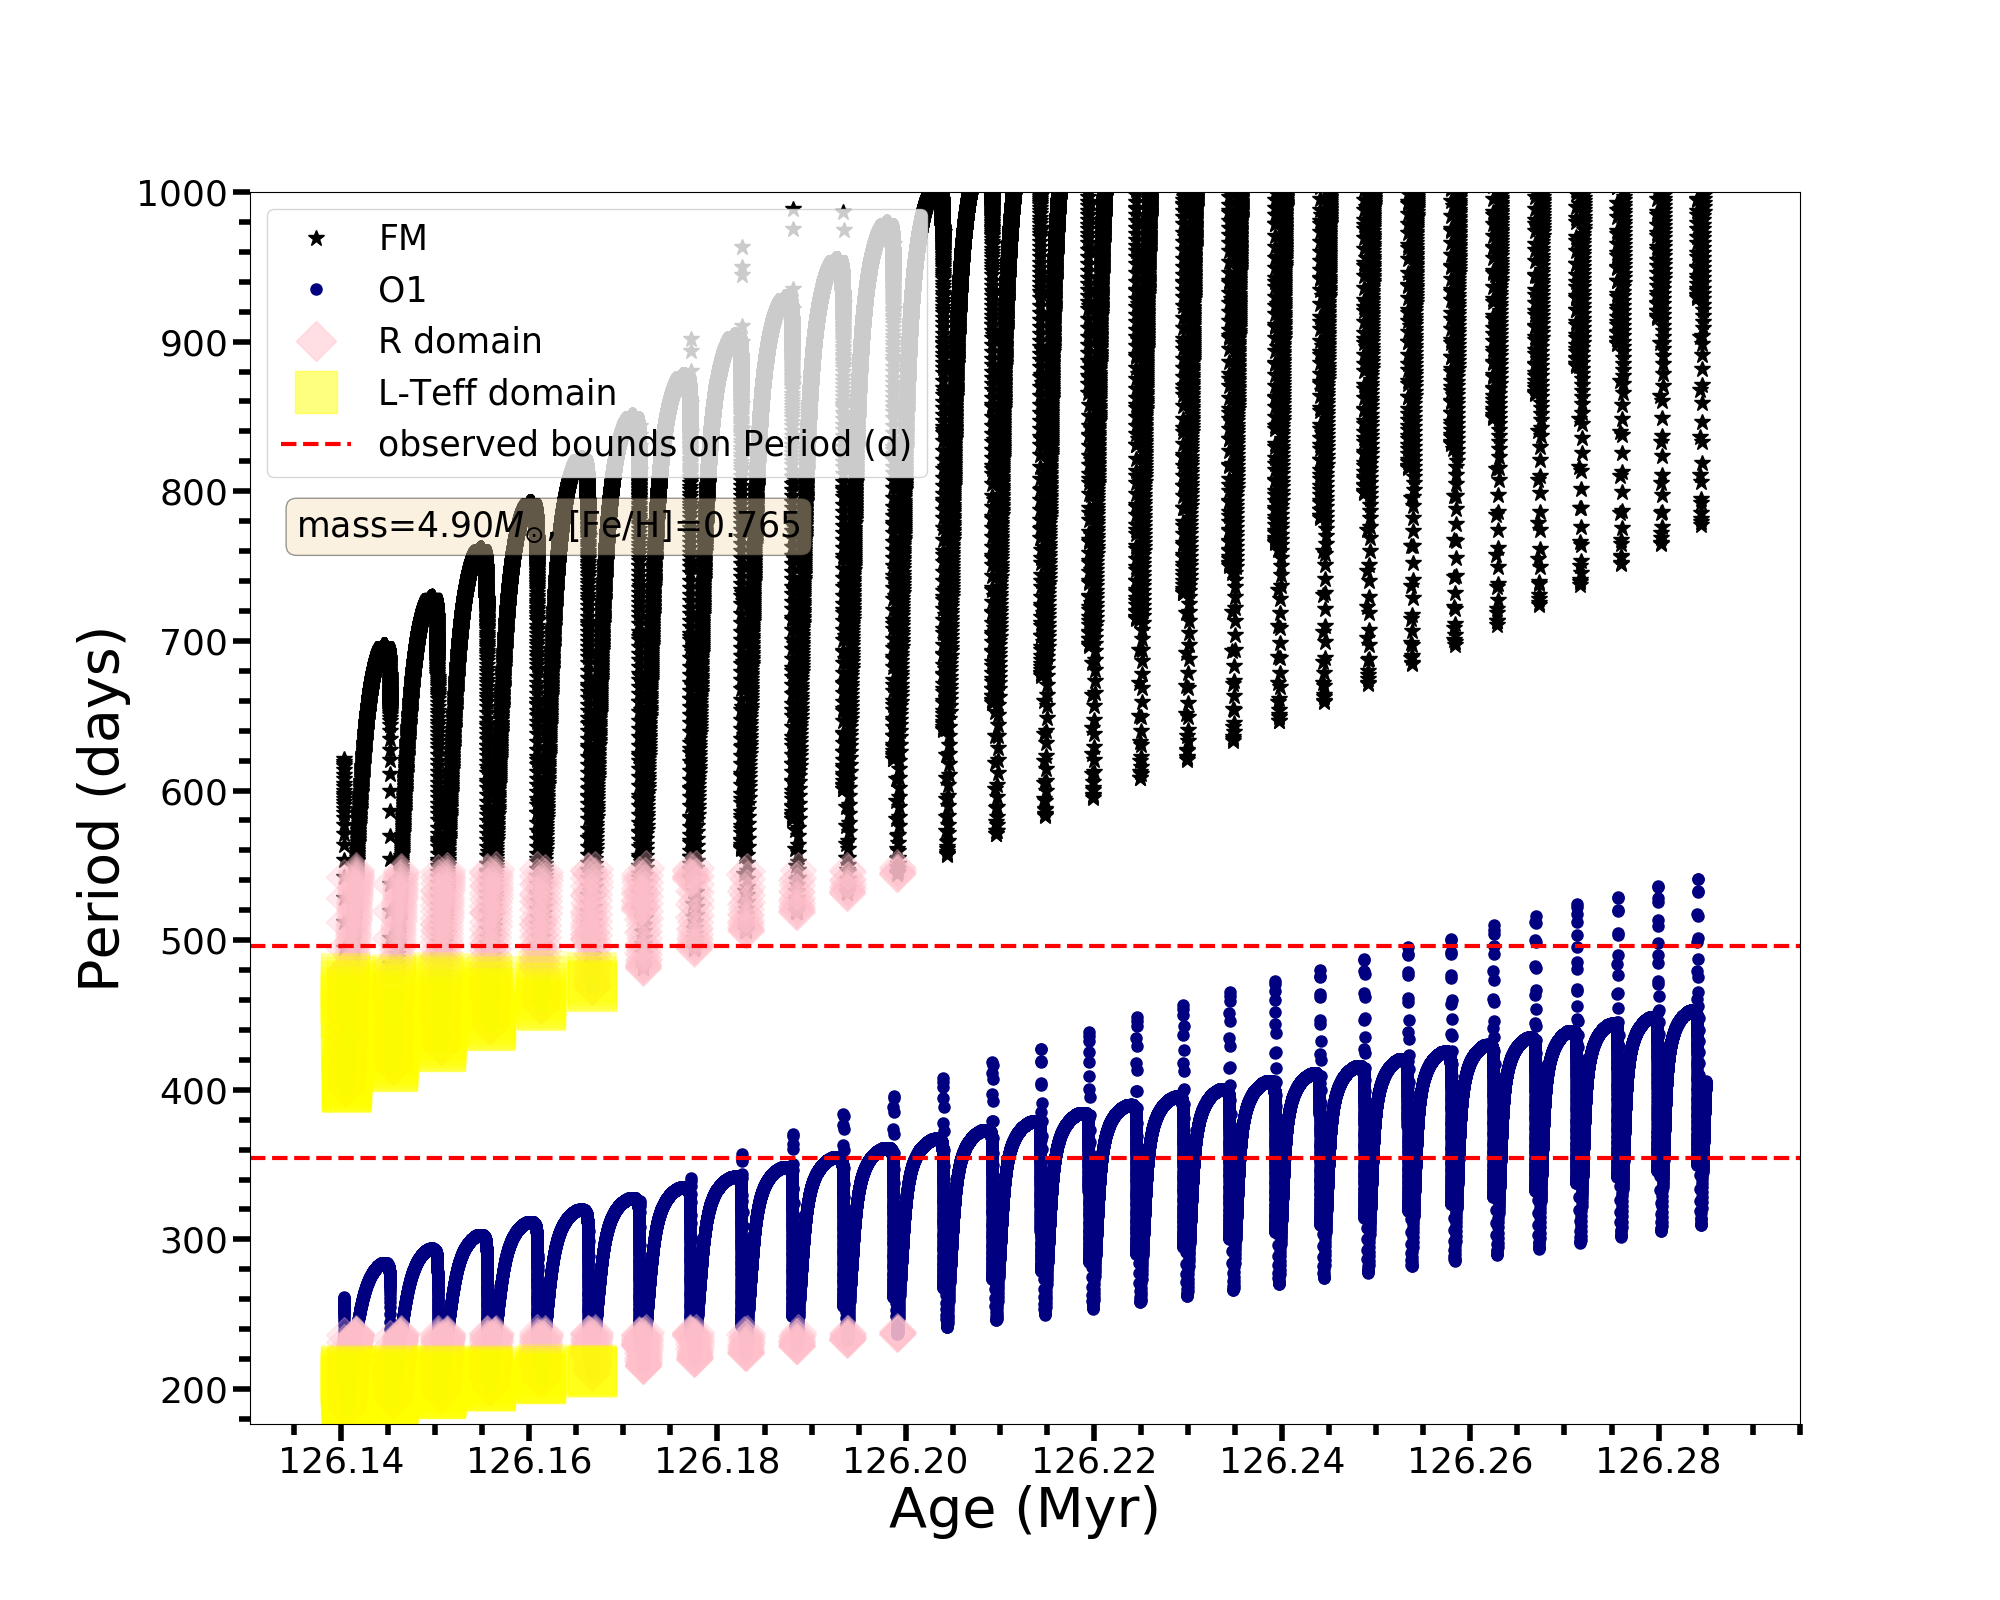 1000
900
800
700
600
500
400
300
200
Period (days)
FM
O1
R domain
L-Teff domain
observed bounds on Period (d)
mass=4.90M⊙, [Fe/H]=0.765
126.14 126.16 126.18 126.20 126.22 126.24 126.26 126.28
Age (Myr)